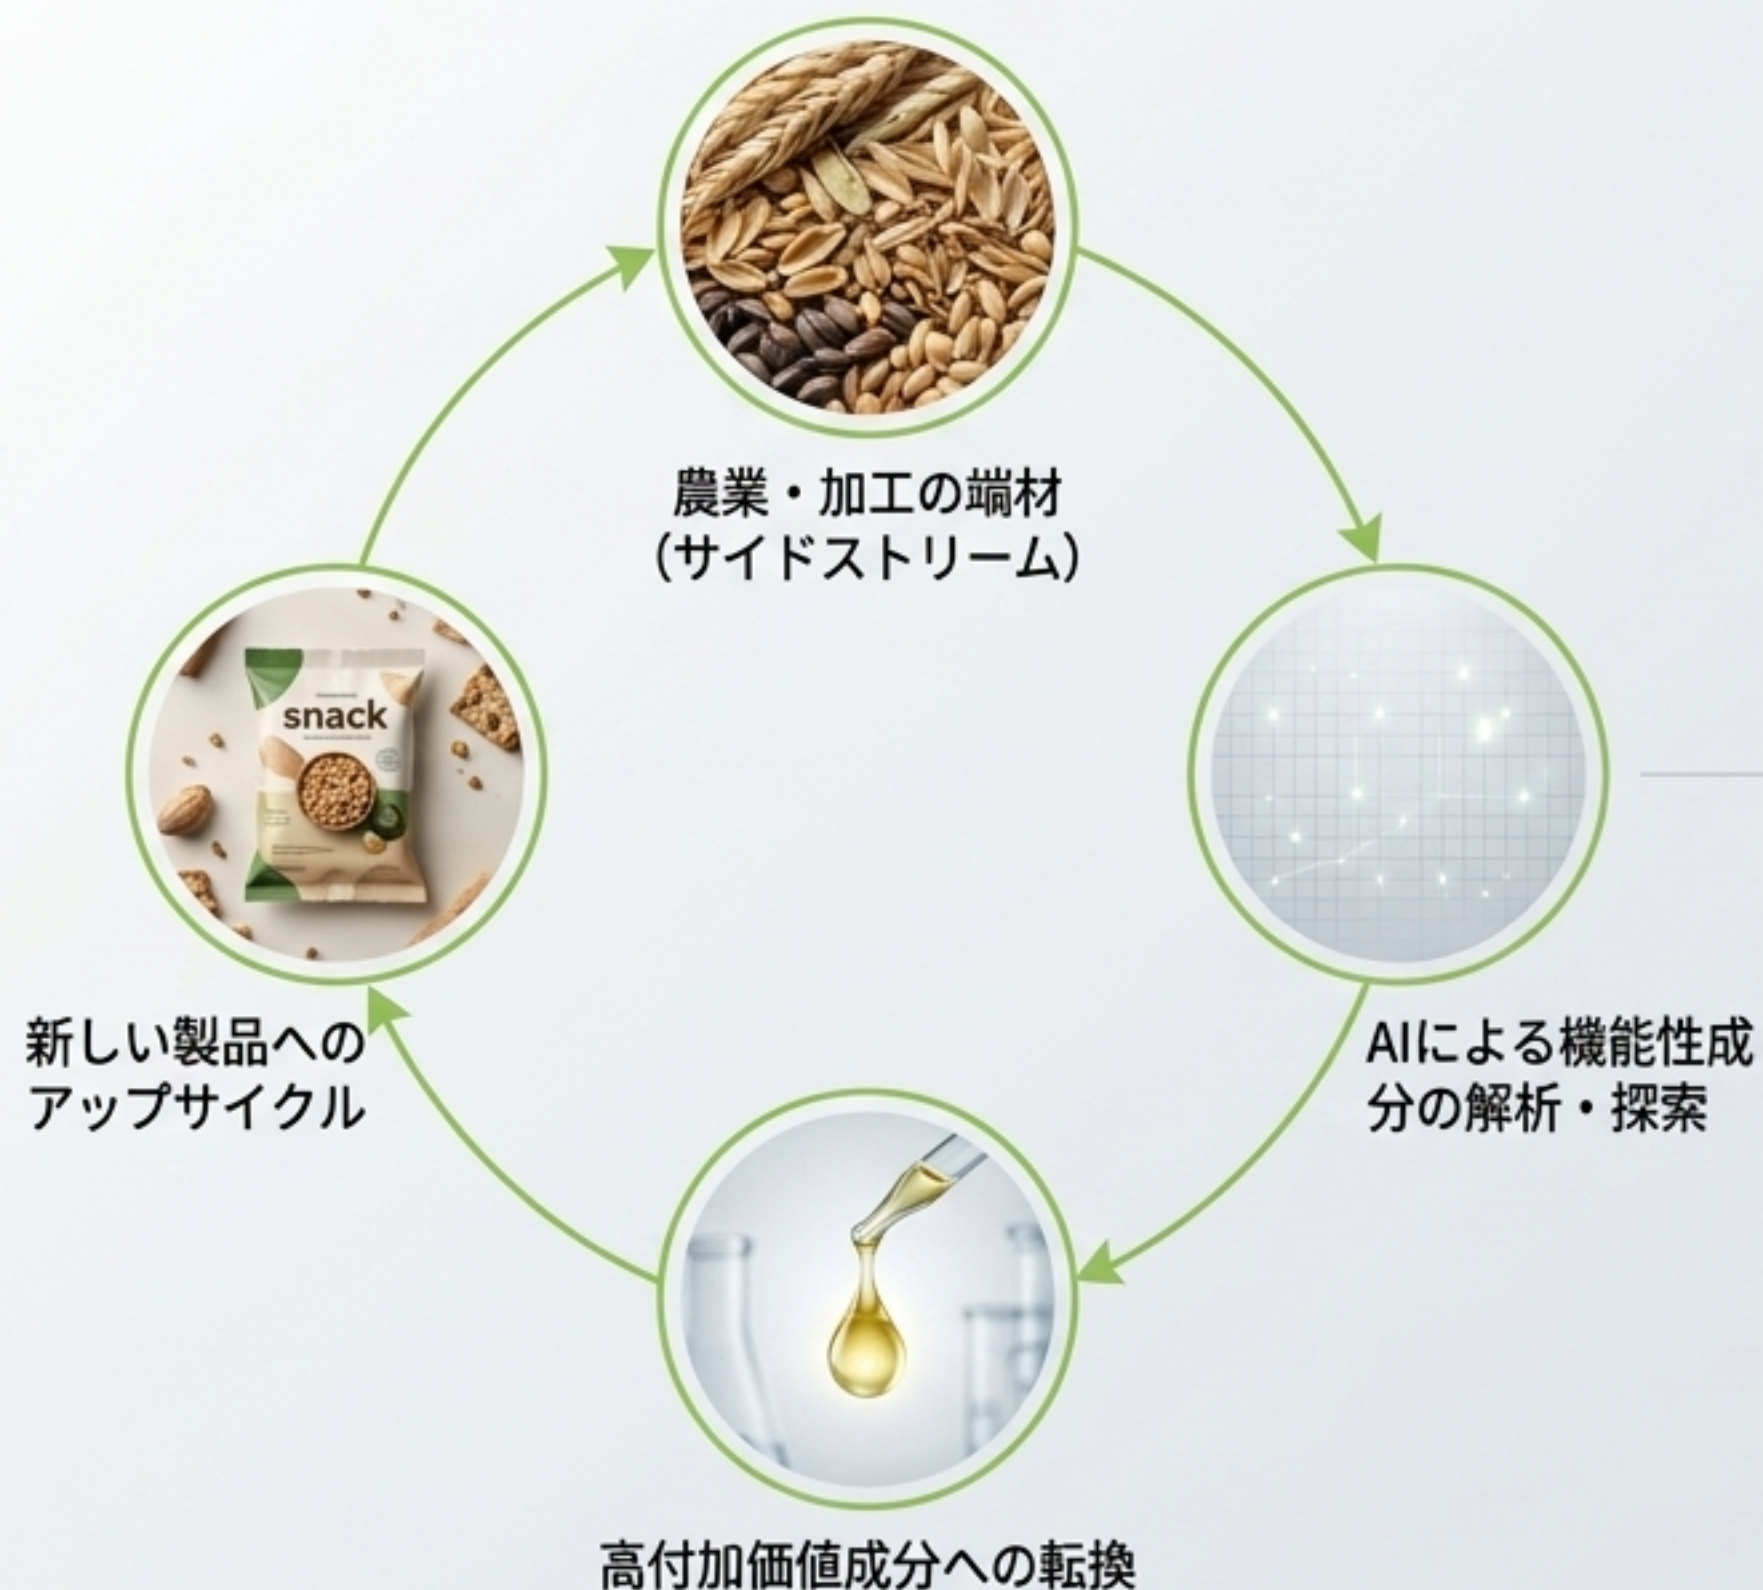 農業・加工の端材
（サイドストリーム）
snack
新しい製品への
アップサイクル
AIによる機能性成
分の解析・探索
高付加価値成分への転換